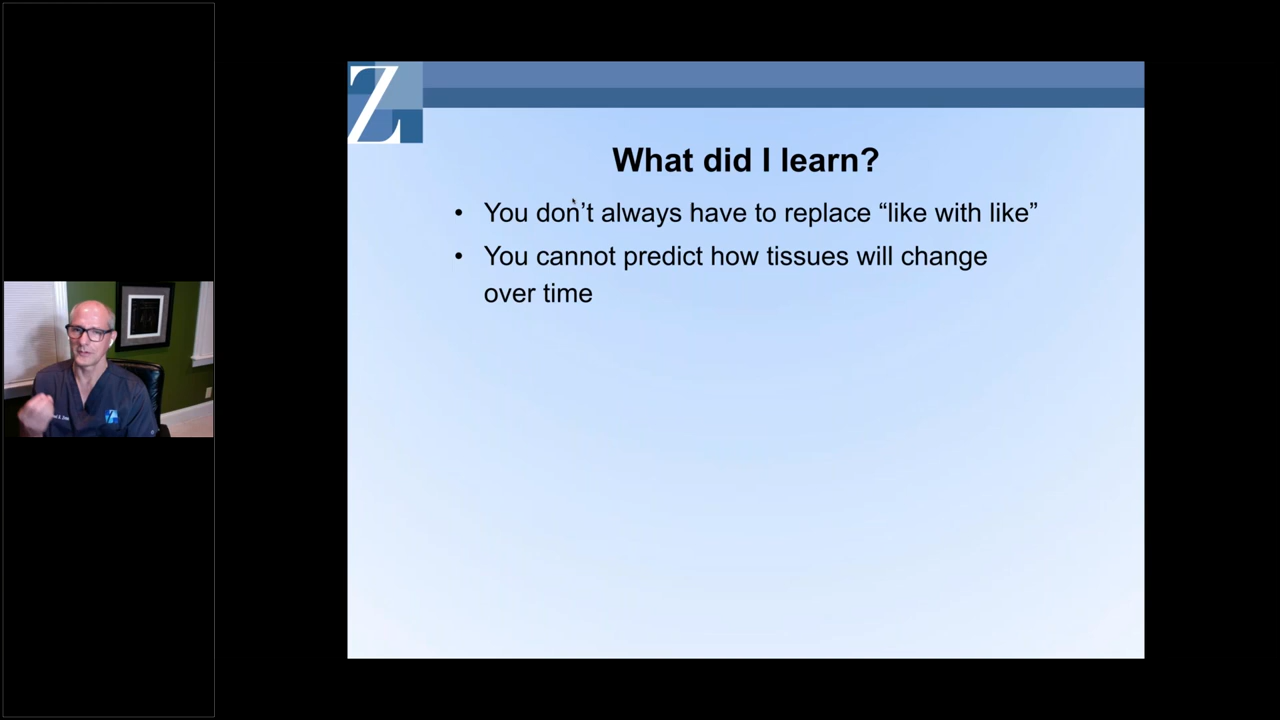 Z
What did I learn?
• You don’t always have to replace “like with like”
• You cannot predict how tissues will change
over time